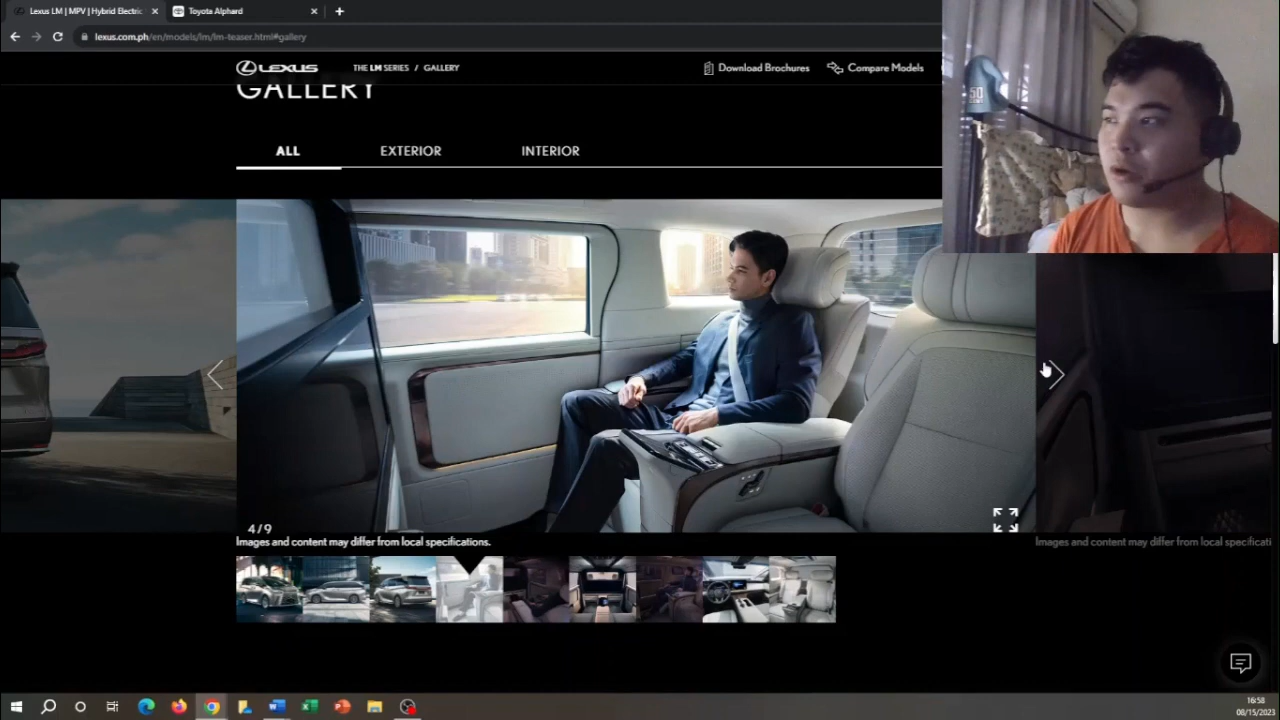 Lexus LM | MPV | Hybrid Electric
Toyota Alphard
lexus.com.ph/en/models/lm/lm-teaser.html#gallery
LEXUS
THE LM SERIES / GALLERY
Download Brochures
Compare Models
GALLERY
ALL
EXTERIOR
INTERIOR
50
4/9
Images and content may differ from local specifications.
Images and content may differ from local specificati
16:58
08/15/2023